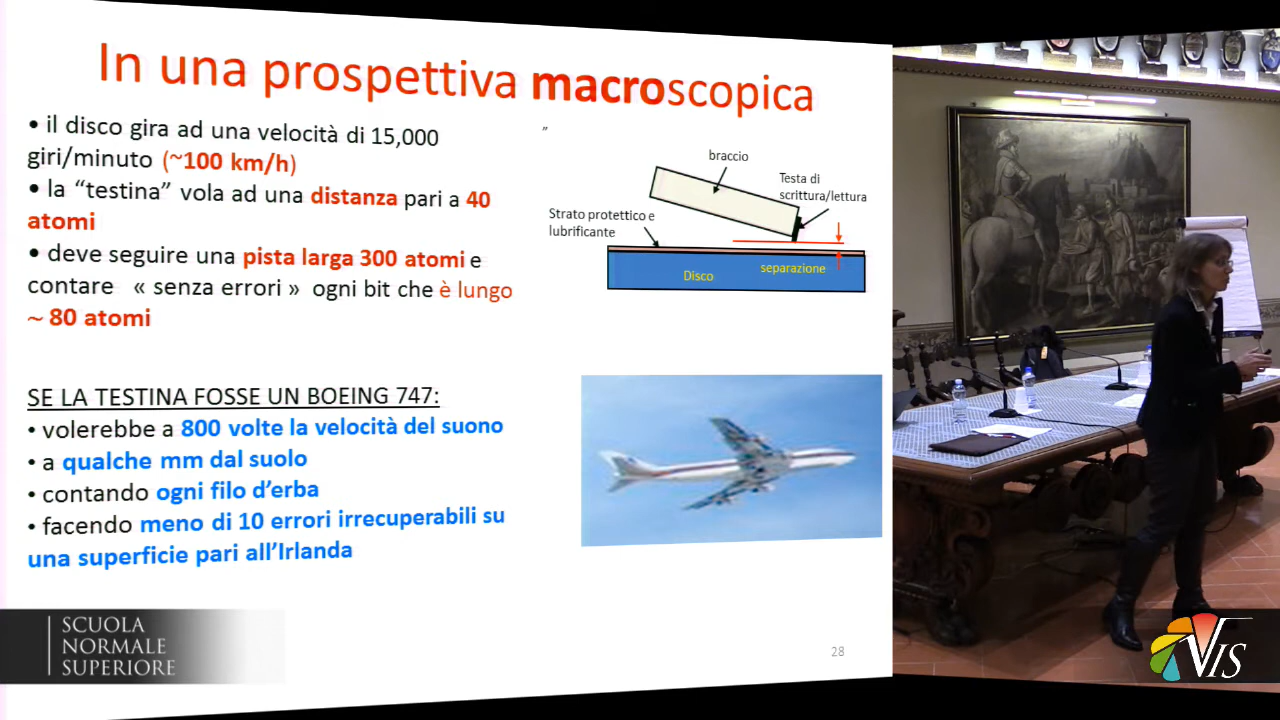 In una prospettiva macroscopica
• il disco gira ad una velocità di 15,000
giri/minuto (~100 km/h)
• la “testina” vola ad una distanza pari a 40
atomi
• deve seguire una pista larga 300 atomi e
contare « senza errori » ogni bit che è lungo
~ 80 atomi
”
braccio
Testa di
scrittura/lettura
Strato protettico e
lubrificante
Disco
separazione
SE LA TESTINA FOSSE UN BOEING 747:
• volerebbe a 800 volte la velocità del suono
• a qualche mm dal suolo
• contando ogni filo d’erba
• facendo meno di 10 errori irrecuperabili su
una superficie pari all’Irlanda
SCUOLA
NORMALE
SUPERIORE
28
VIS